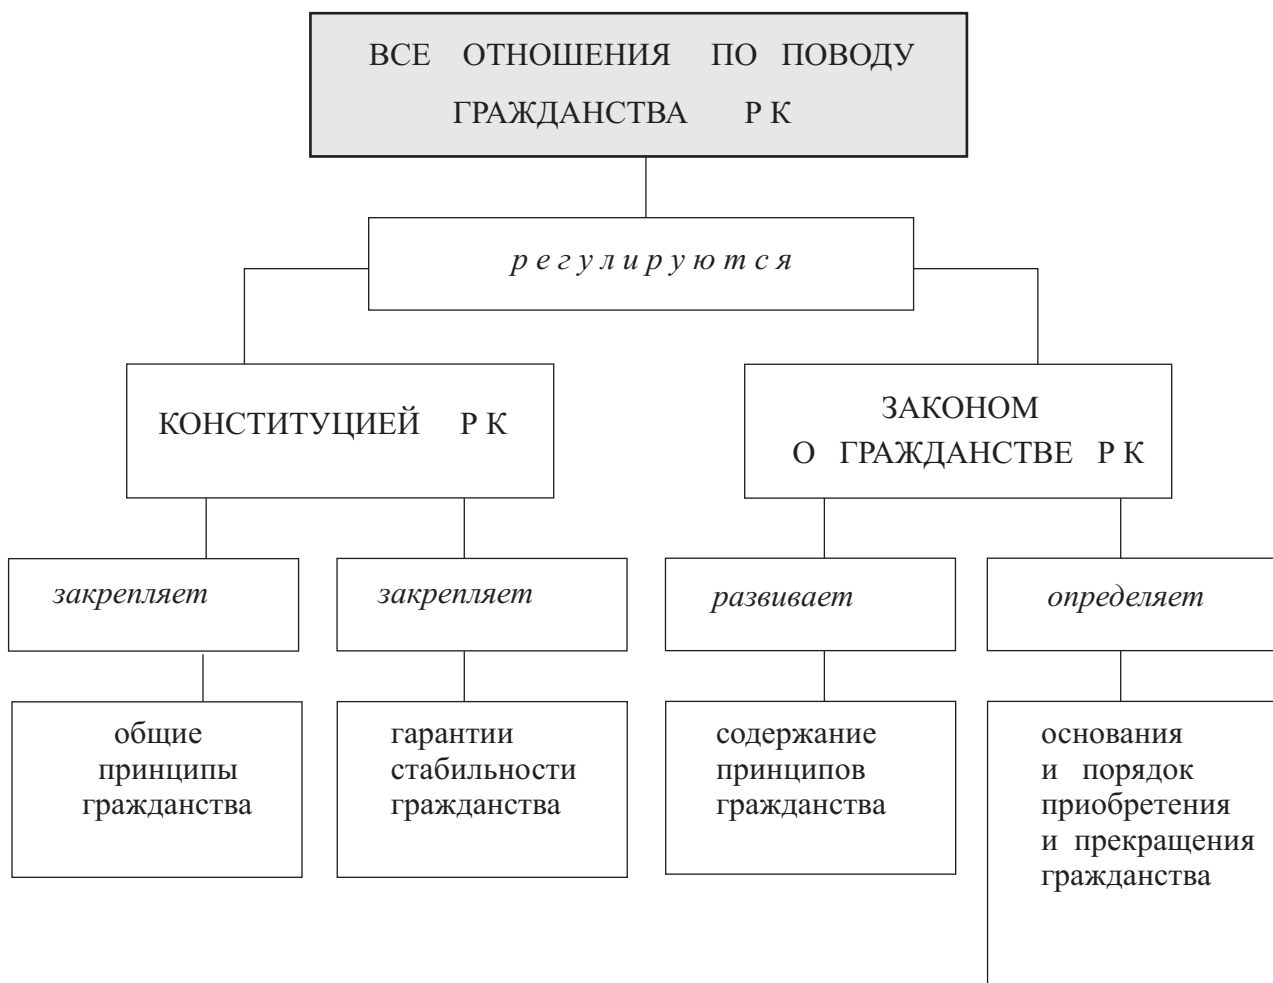 ВСЕ ОТНОШЕНИЯ ПО ПОВОДУ
ГРАЖДАНСТВА Р К
регулируются
КОНСТИТУЦИЕЙ Р К
ЗАКОНОМ
О ГРАЖДАНСТВЕ Р К
закрепляет
закрепляет
развивает
определяет
общие
принципы
гражданства
гарантии
стабильности
гражданства
содержание
принципов
гражданства
основания
и порядок
приобретения
и прекращения
гражданства